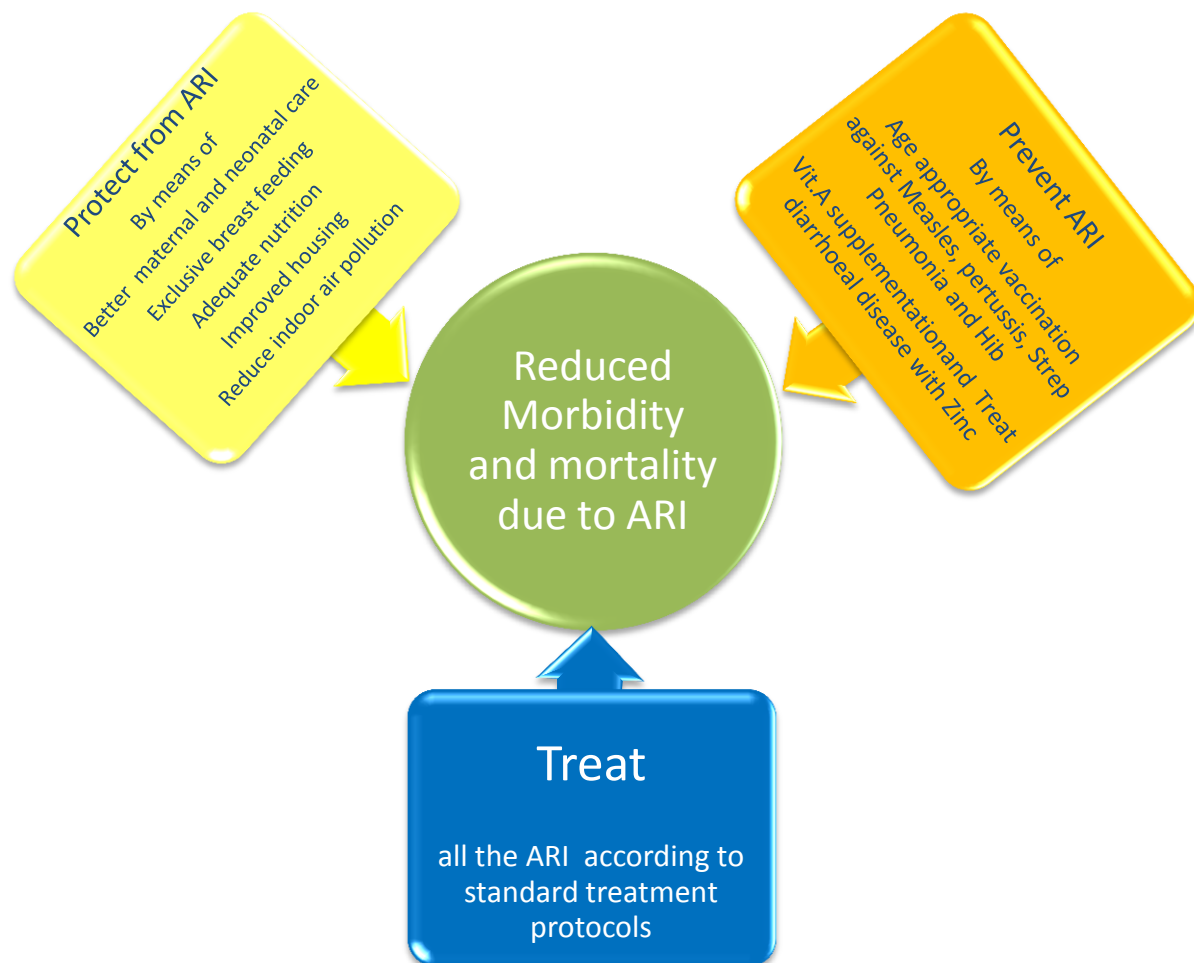 Protect from ARI
By means of
Better maternal and neonatal care
Exclusive breast feeding
Adequate nutrition
Improved housing
Reduce indoor air pollution
Prevent ARI
By means of
Age appropriate vaccination
against Measles, pertussis, Strep
Pneumonia and Hib
Vit.A supplementationand Treat
diarrhoeal disease with Zinc
Reduced
Morbidity
and mortality
due to ARI
Treat
all the ARI according to
standard treatment
protocols